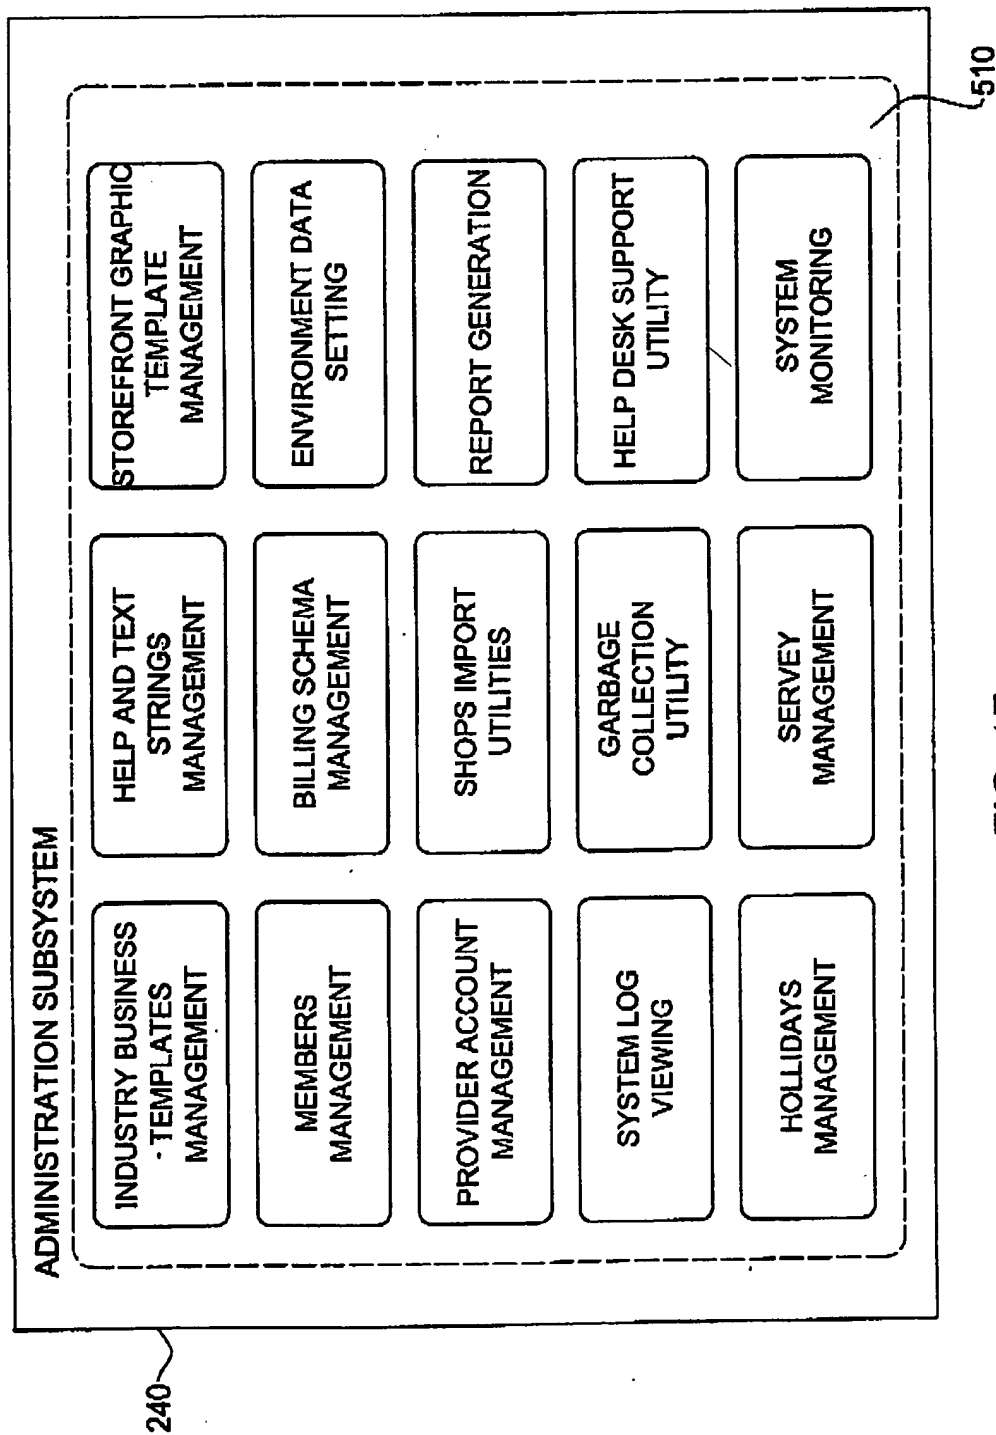 ADMINISTRATION SUBSYSTEM
INDUSTRY BUSINESS
- TEMPLATES
MANAGEMENT
HELP AND TEXT
STRINGS
MANAGEMENT
STOREFRONT GRAPHIC
TEMPLATE
MANAGEMENT
MEMBERS
MANAGEMENT
BILLING SCHEMA
MANAGEMENT
ENVIRONMENT DATA
SETTING
PROVIDER ACCOUNT
MANAGEMENT
SHOPS IMPORT
UTILITIES
REPORT GENERATION
SYSTEM LOG
VIEWING
GARBAGE
COLLECTION
UTILITY
HELP DESK SUPPORT
UTILITY
HOLLIDAYS
MANAGEMENT
SERVEY
MANAGEMENT
SYSTEM
MONITORING
240
510